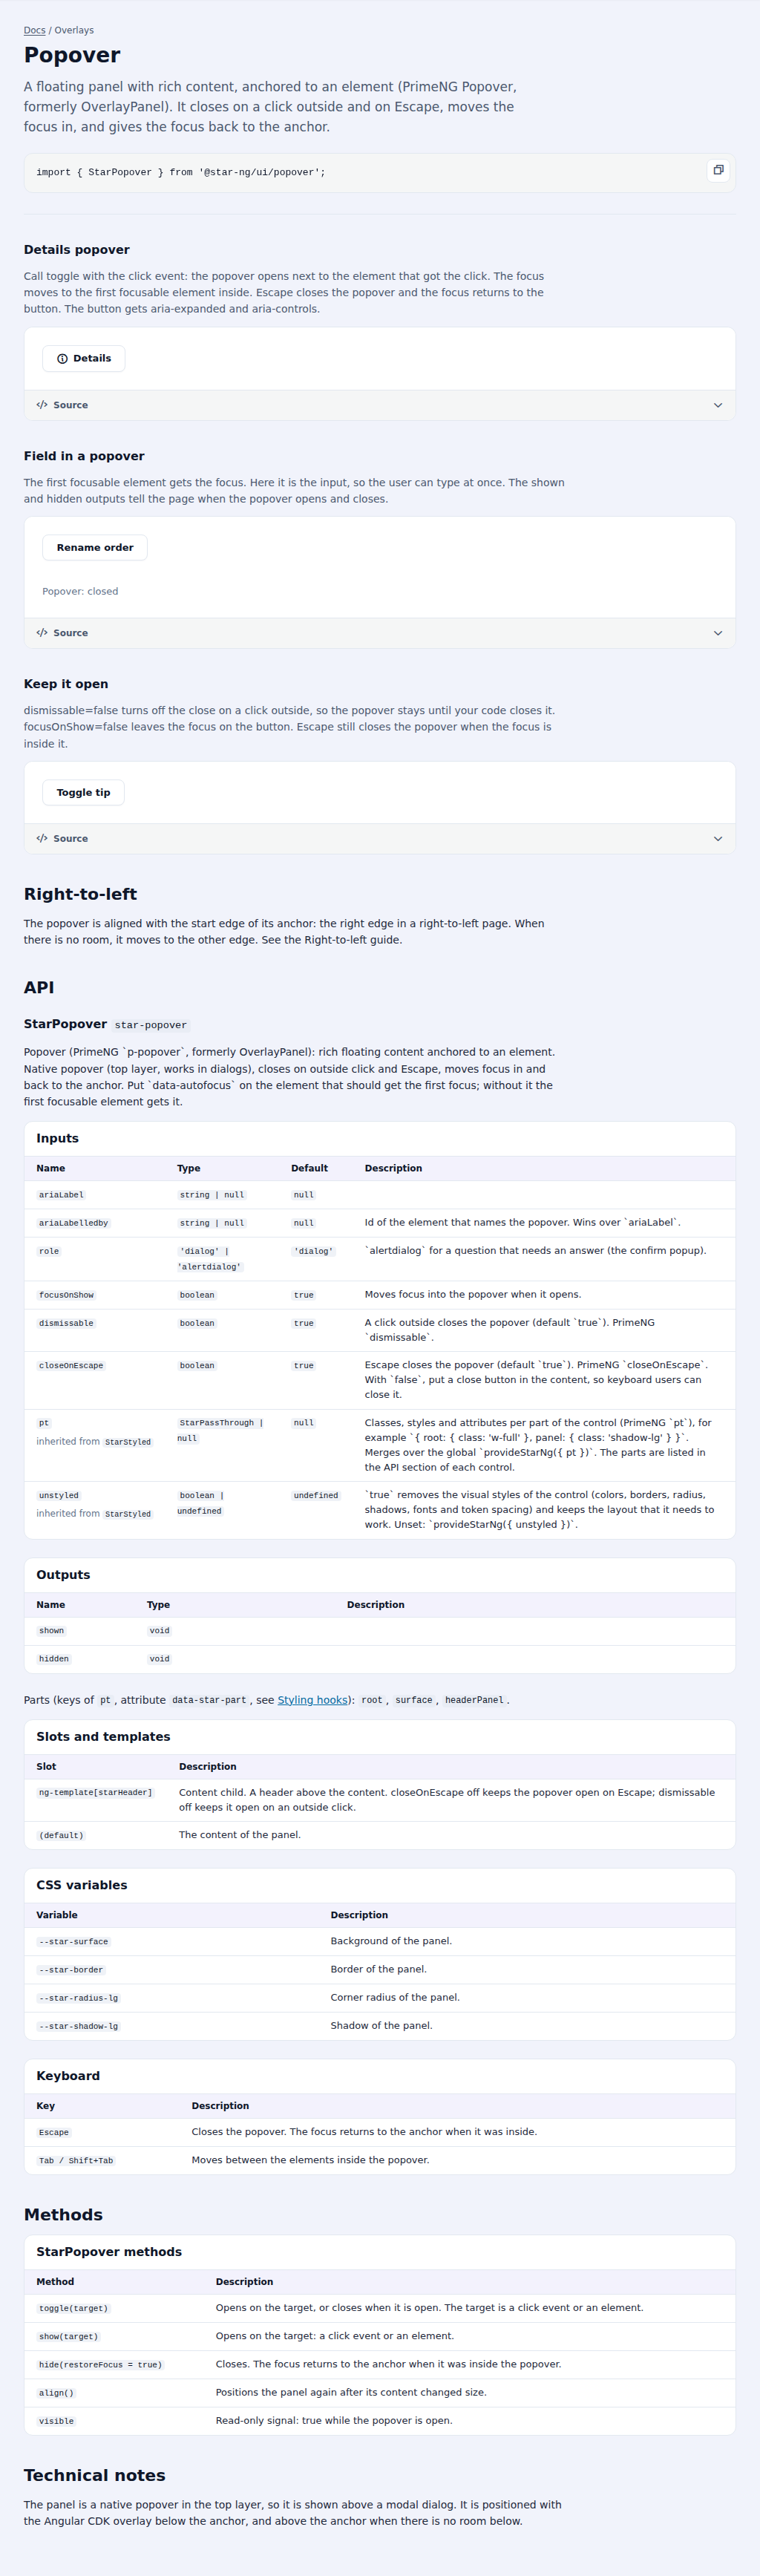 Docs / Overlays
Popover
A floating panel with rich content, anchored to an element (PrimeNG Popover,
formerly OverlayPanel). It closes on a click outside and on Escape, moves the
focus in, and gives the focus back to the anchor.
import { StarPopover } from '@star-ng/ui/popover';
Details popover
Call toggle with the click event: the popover opens next to the element that got the click. The focus
moves to the first focusable element inside. Escape closes the popover and the focus returns to the
button. The button gets aria-expanded and aria-controls.
Details
Source
Field in a popover
The first focusable element gets the focus. Here it is the input, so the user can type at once. The shown
and hidden outputs tell the page when the popover opens and closes.
Rename order
Popover: closed
Source
Keep it open
dismissable=false turns off the close on a click outside, so the popover stays until your code closes it.
focusOnShow=false leaves the focus on the button. Escape still closes the popover when the focus is
inside it.
Toggle tip
Source
Right-to-left
The popover is aligned with the start edge of its anchor: the right edge in a right-to-left page. When
there is no room, it moves to the other edge. See the Right-to-left guide.
API
StarPopover star-popover
Popover (PrimeNG `p-popover`, formerly OverlayPanel): rich floating content anchored to an element.
Native popover (top layer, works in dialogs), closes on outside click and Escape, moves focus in and
back to the anchor. Put `data-autofocus` on the element that should get the first focus; without it the
first focusable element gets it.
Inputs
Name Type Default Description
ariaLabel string | null null
ariaLabelledby string | null null Id of the element that names the popover. Wins over `ariaLabel`.
role 'dialog' | 'dialog' `alertdialog` for a question that needs an answer (the confirm popup).
'alertdialog'
focusOnShow boolean true Moves focus into the popover when it opens.
dismissable boolean true A click outside closes the popover (default `true`). PrimeNG
`dismissable`.
closeOnEscape boolean true Escape closes the popover (default `true`). PrimeNG `closeOnEscape`.
With `false`, put a close button in the content, so keyboard users can
close it.
pt StarPassThrough | null Classes, styles and attributes per part of the control (PrimeNG `pt`), for
inherited from StarStyled null example `{ root: { class: 'w-full' }, panel: { class: 'shadow-lg' } }`.
Merges over the global `provideStarNg({ pt })`. The parts are listed in
the API section of each control.
unstyled boolean | undefined `true` removes the visual styles of the control (colors, borders, radius,
inherited from StarStyled undefined shadows, fonts and token spacing) and keeps the layout that it needs to
work. Unset: `provideStarNg({ unstyled })`.
Outputs
Name Type Description
shown void
hidden void
Parts (keys of pt, attribute data-star-part, see Styling hooks): root, surface, headerPanel.
Slots and templates
Slot Description
ng-template[starHeader] Content child. A header above the content. closeOnEscape off keeps the popover open on Escape; dismissable
off keeps it open on an outside click.
(default) The content of the panel.
CSS variables
Variable Description
--star-surface Background of the panel.
--star-border Border of the panel.
--star-radius-lg Corner radius of the panel.
--star-shadow-lg Shadow of the panel.
Keyboard
Key Description
Escape Closes the popover. The focus returns to the anchor when it was inside.
Tab / Shift+Tab Moves between the elements inside the popover.
Methods
StarPopover methods
Method Description
toggle(target) Opens on the target, or closes when it is open. The target is a click event or an element.
show(target) Opens on the target: a click event or an element.
hide(restoreFocus = true) Closes. The focus returns to the anchor when it was inside the popover.
align() Positions the panel again after its content changed size.
visible Read-only signal: true while the popover is open.
Technical notes
The panel is a native popover in the top layer, so it is shown above a modal dialog. It is positioned with
the Angular CDK overlay below the anchor, and above the anchor when there is no room below.